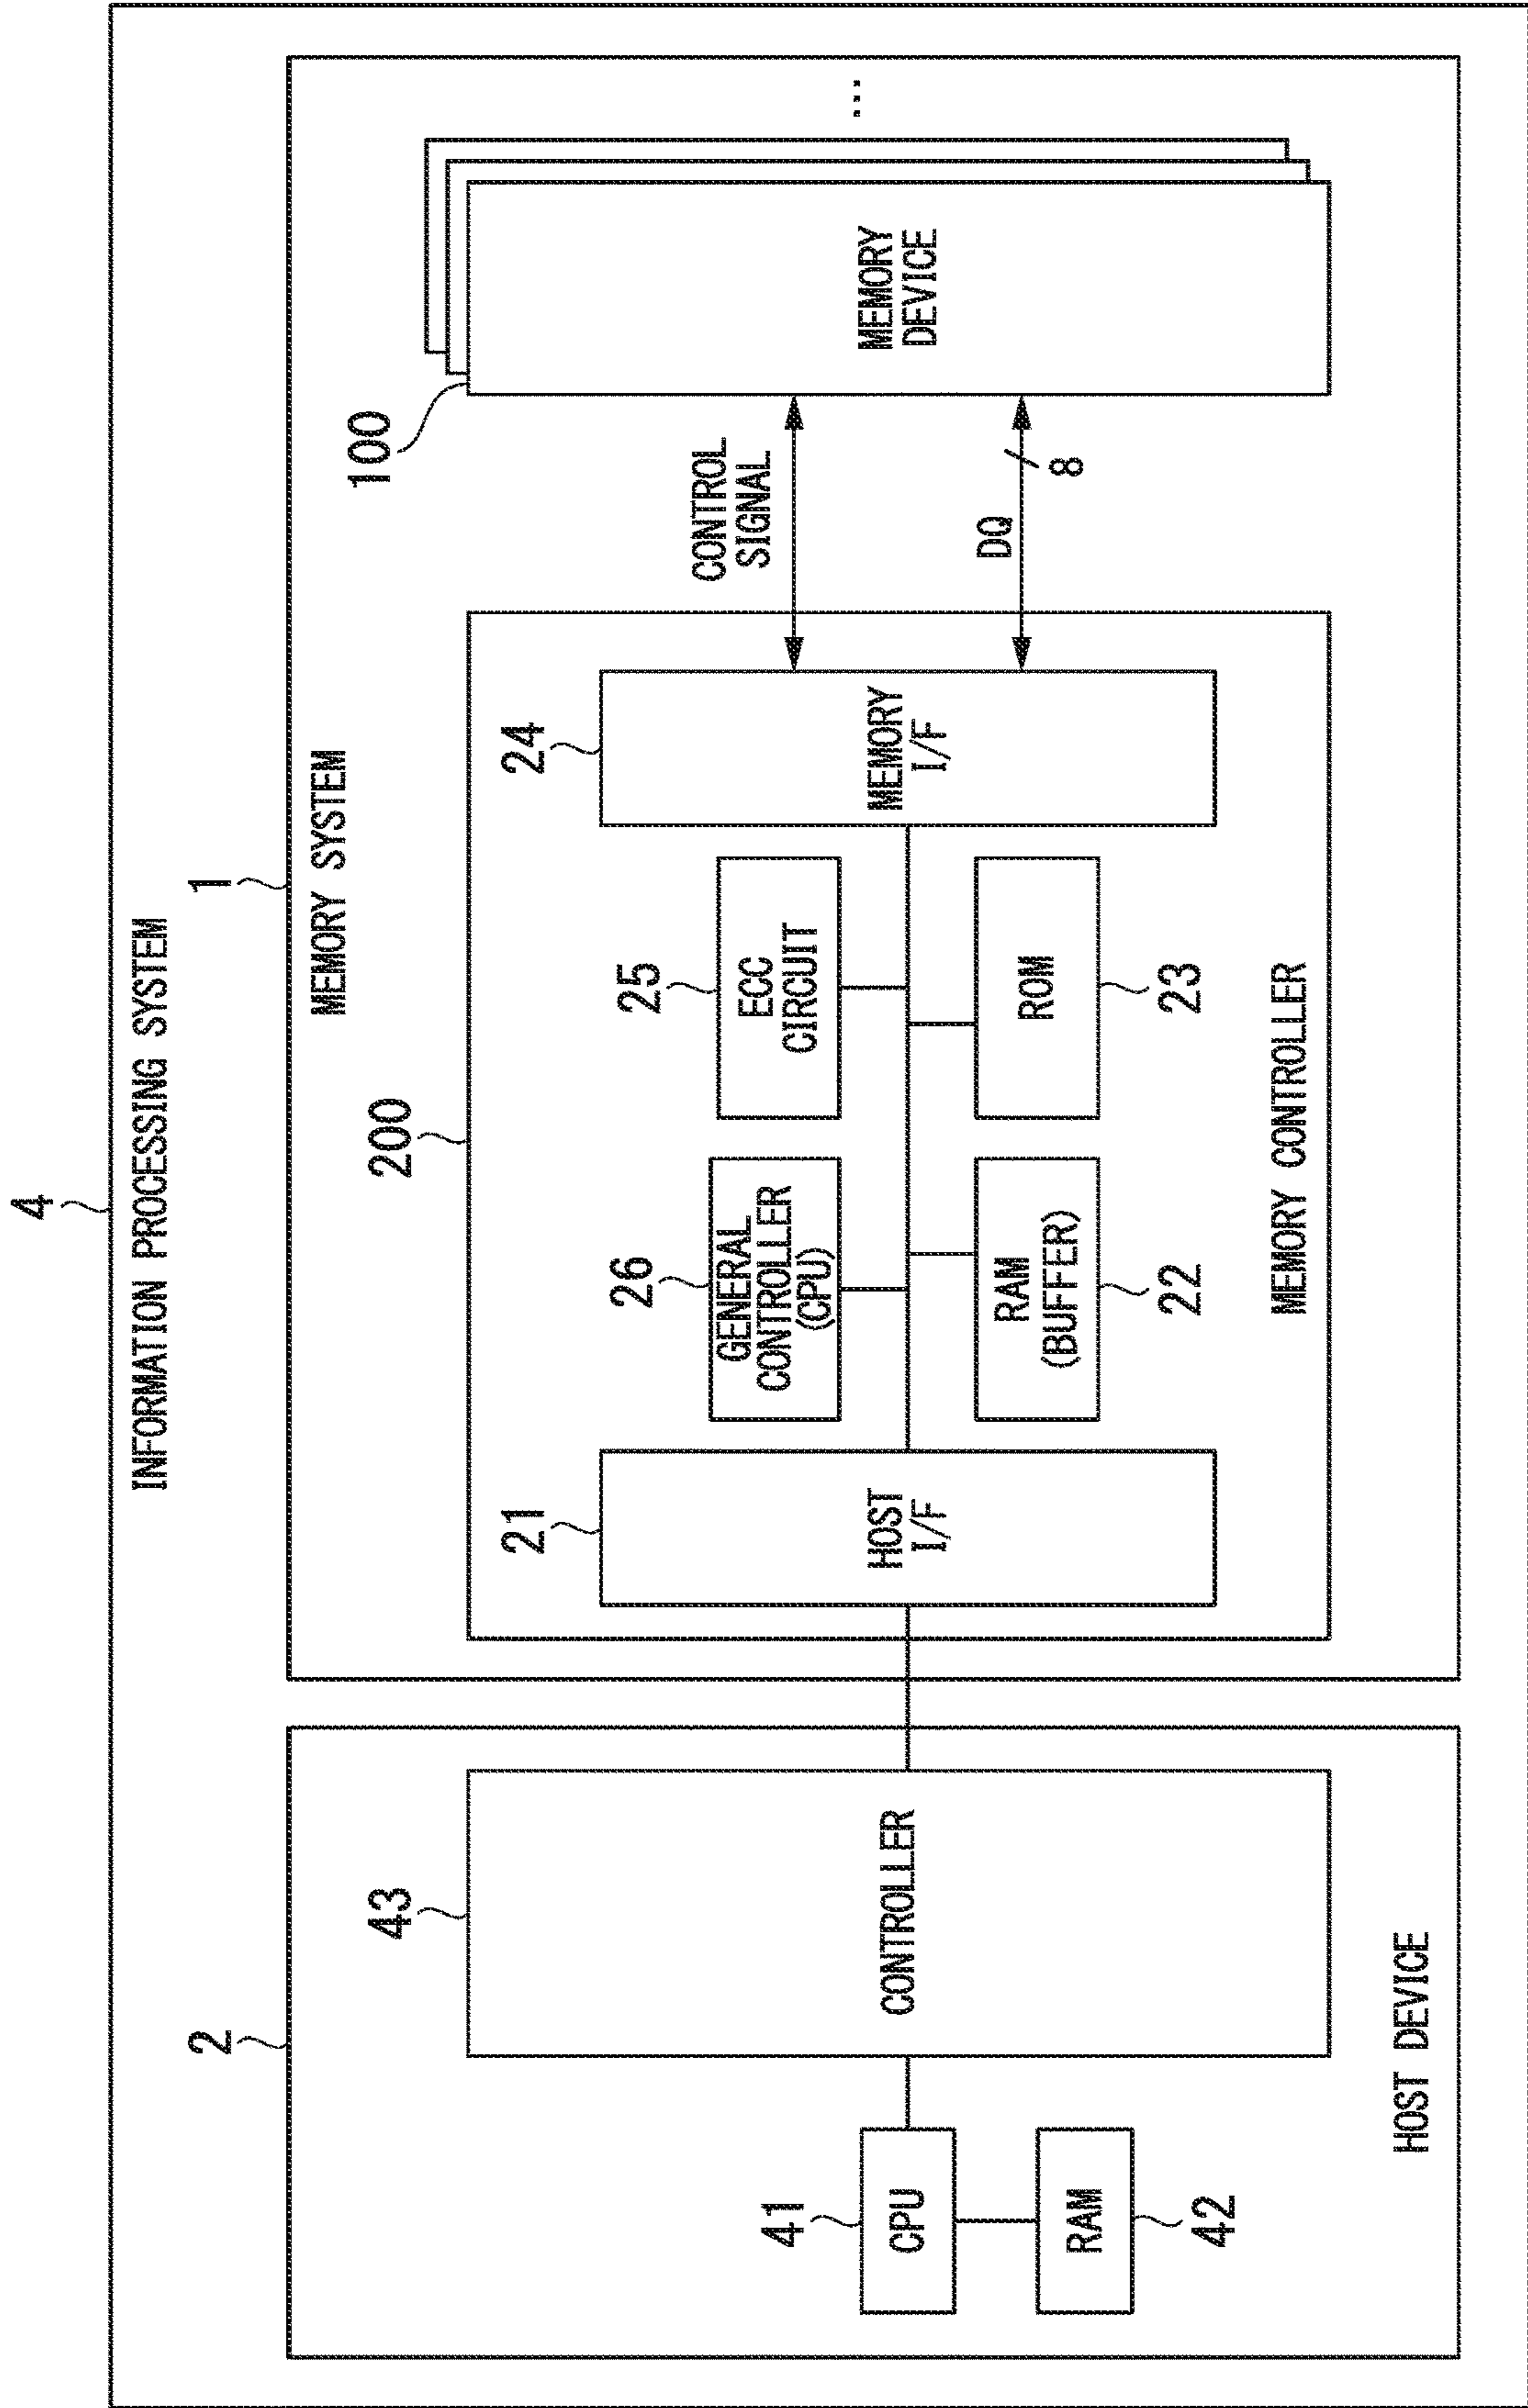 4
INFORMATION PROCESSING SYSTEM
2
43
41
CPU
CONTROLLER
RAM
42
HOST DEVICE
1
MEMORY SYSTEM
200
21
HOST
I/F
26
GENERAL
CONTROLLER
(CPU)
25
ECC
CIRCUIT
RAM
(BUFFER)
22
ROM
23
24
MEMORY
I/F
MEMORY CONTROLLER
CONTROL
SIGNAL
DQ
8
100
MEMORY
DEVICE
...